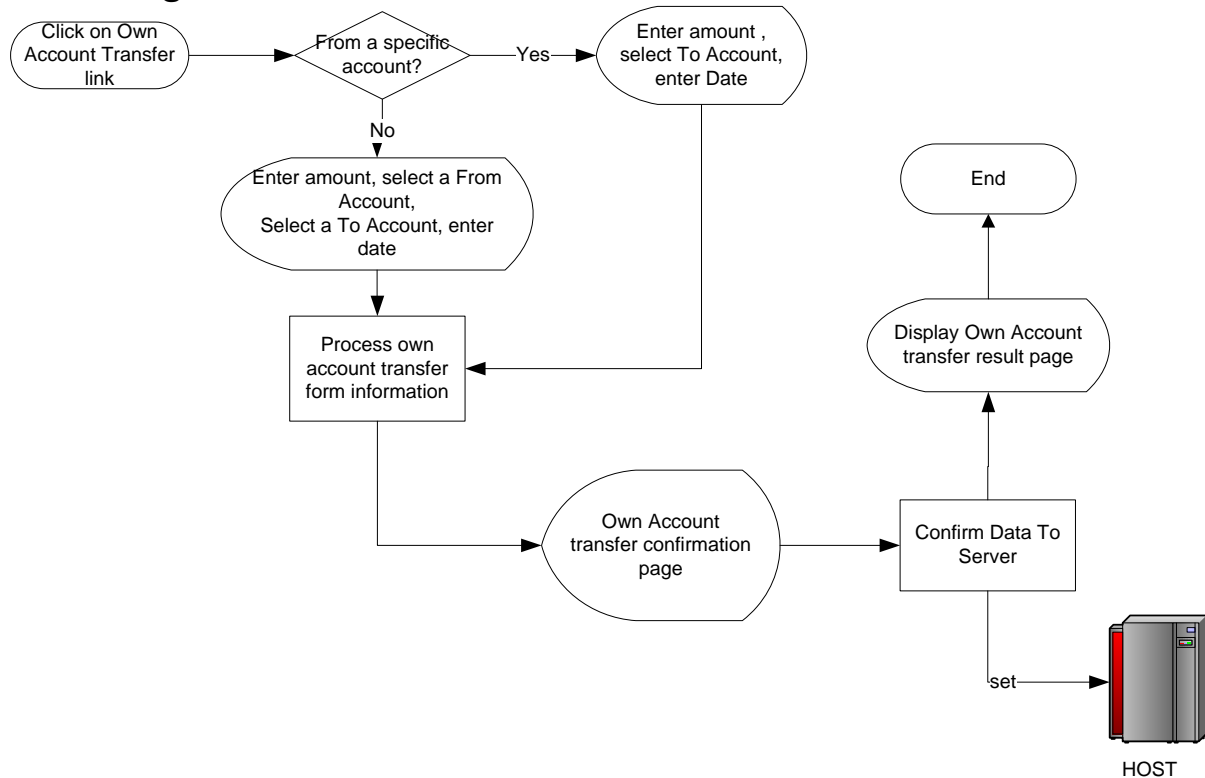 Click on Own
Account Transfer
link
From a specific
account?
Yes
Enter amount ,
select To Account,
enter Date
No
Enter amount, select a From
Account,
Select a To Account, enter
date
End
Process own
account transfer
form information
Display Own Account
transfer result page
Own Account
transfer confirmation
page
Confirm Data To
Server
set
HOST